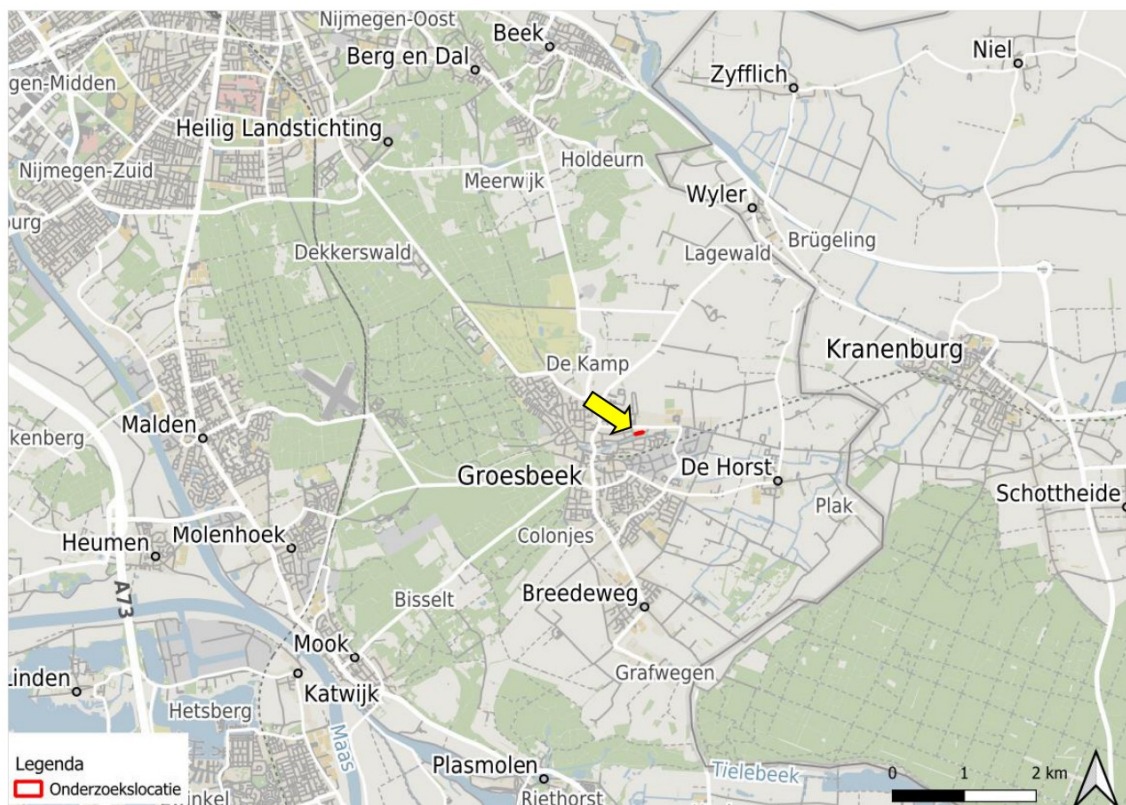 Nijmegen-Oost
Beek
Niel
Berg en Dal
Zyfflich
gen-Midden
Heilig Landstichting
Holdeurn
Nijmegen-Zuid
Meerwijk
Wyler
burg
Brügeling
Dekkerswald
Lagewald
Kranenburg
De Kamp
Malden
kenberg
Groesbeek
De Horst
Schottheide
Plak
Molenhoek
Heumen
Colonjes
A73
Bisselt
Breedeweg
Mook
Grafwegen
Linden
Katwijk
Hetsberg
Maas
Plasmolen
Tielebeek
Riethorst
Legenda
Onderzoekslocatie
0 1 2 km